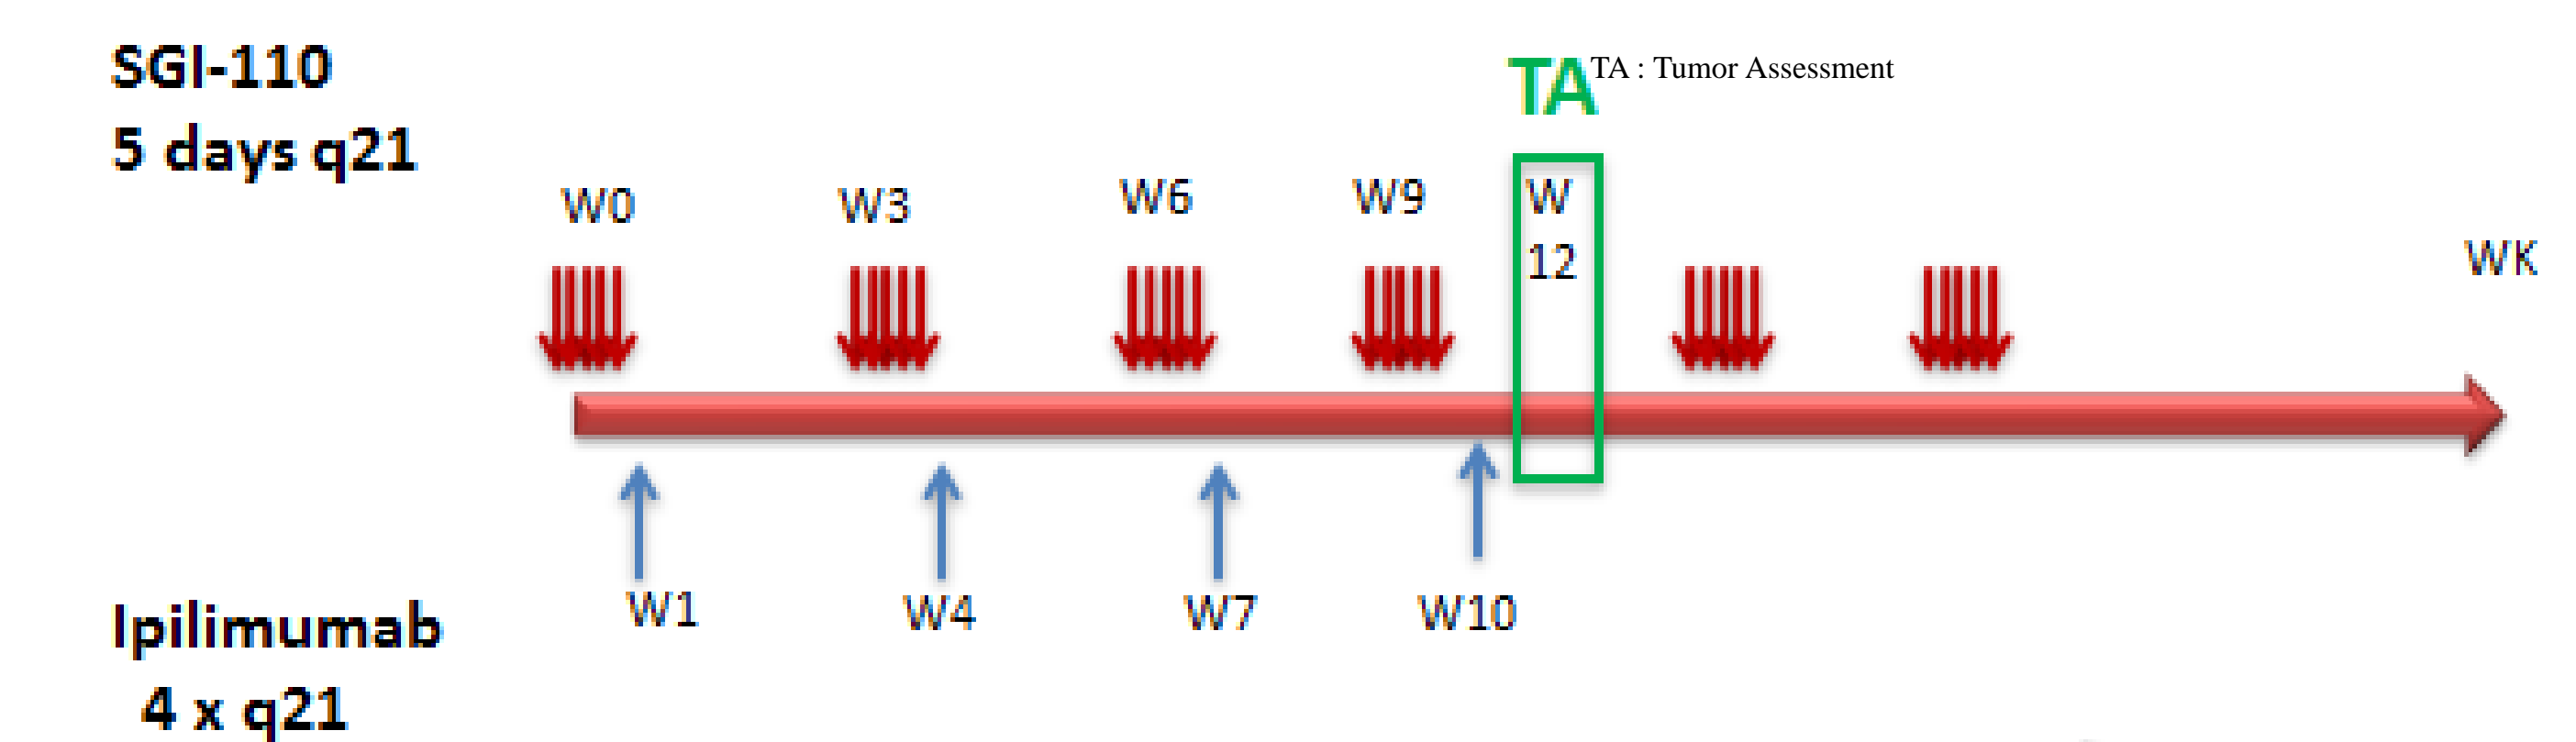 SGI-110
5 days q21
TA
TA : Tumor Assessment
W0
W3
W6
W9
W
12
WK
W1
W4
W7
W10
Ipilimumab
4 x q21